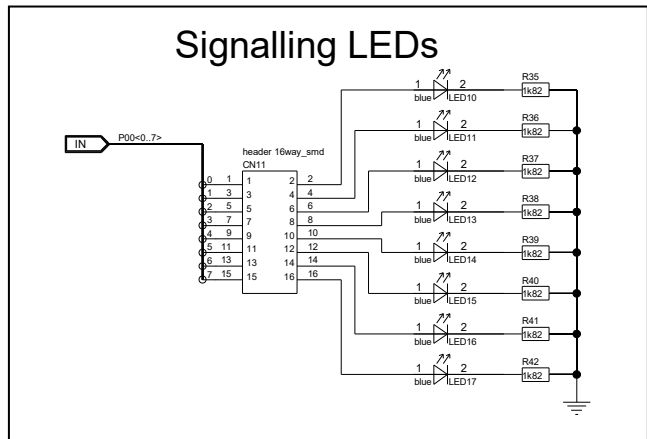 Signalling LEDs
IN
P00<0..7>
header 16way_smd
CN11
0 1 1 2 2
1 3 3 4 4
2 5 5 6 6
3 7 7 8 8
4 9 9 10 10
5 11 11 12 12
6 13 13 14 14
7 15 15 16 16
1 2 R35
blue LED10 1k82
1 2 R36
blue LED11 1k82
1 2 R37
blue LED12 1k82
1 2 R38
blue LED13 1k82
1 2 R39
blue LED14 1k82
1 2 R40
blue LED15 1k82
1 2 R41
blue LED16 1k82
1 2 R42
blue LED17 1k82